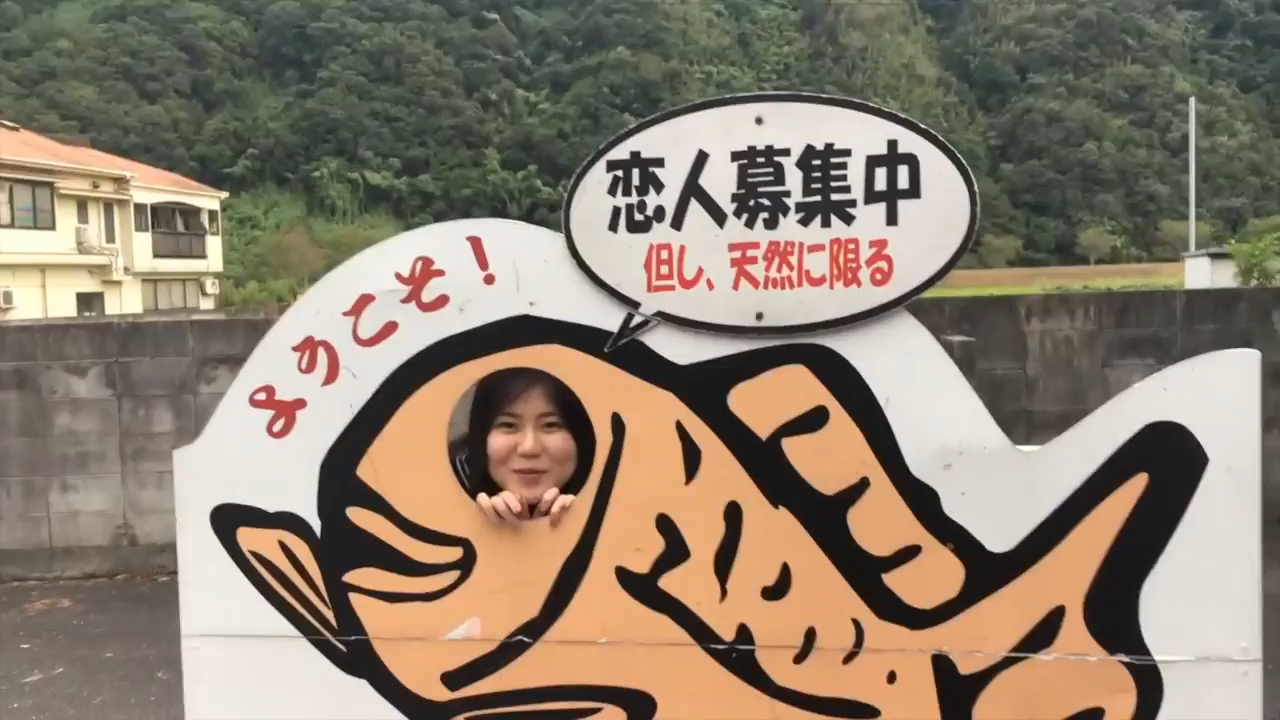 ようこそ!
恋人募集中
但し、天然に限る